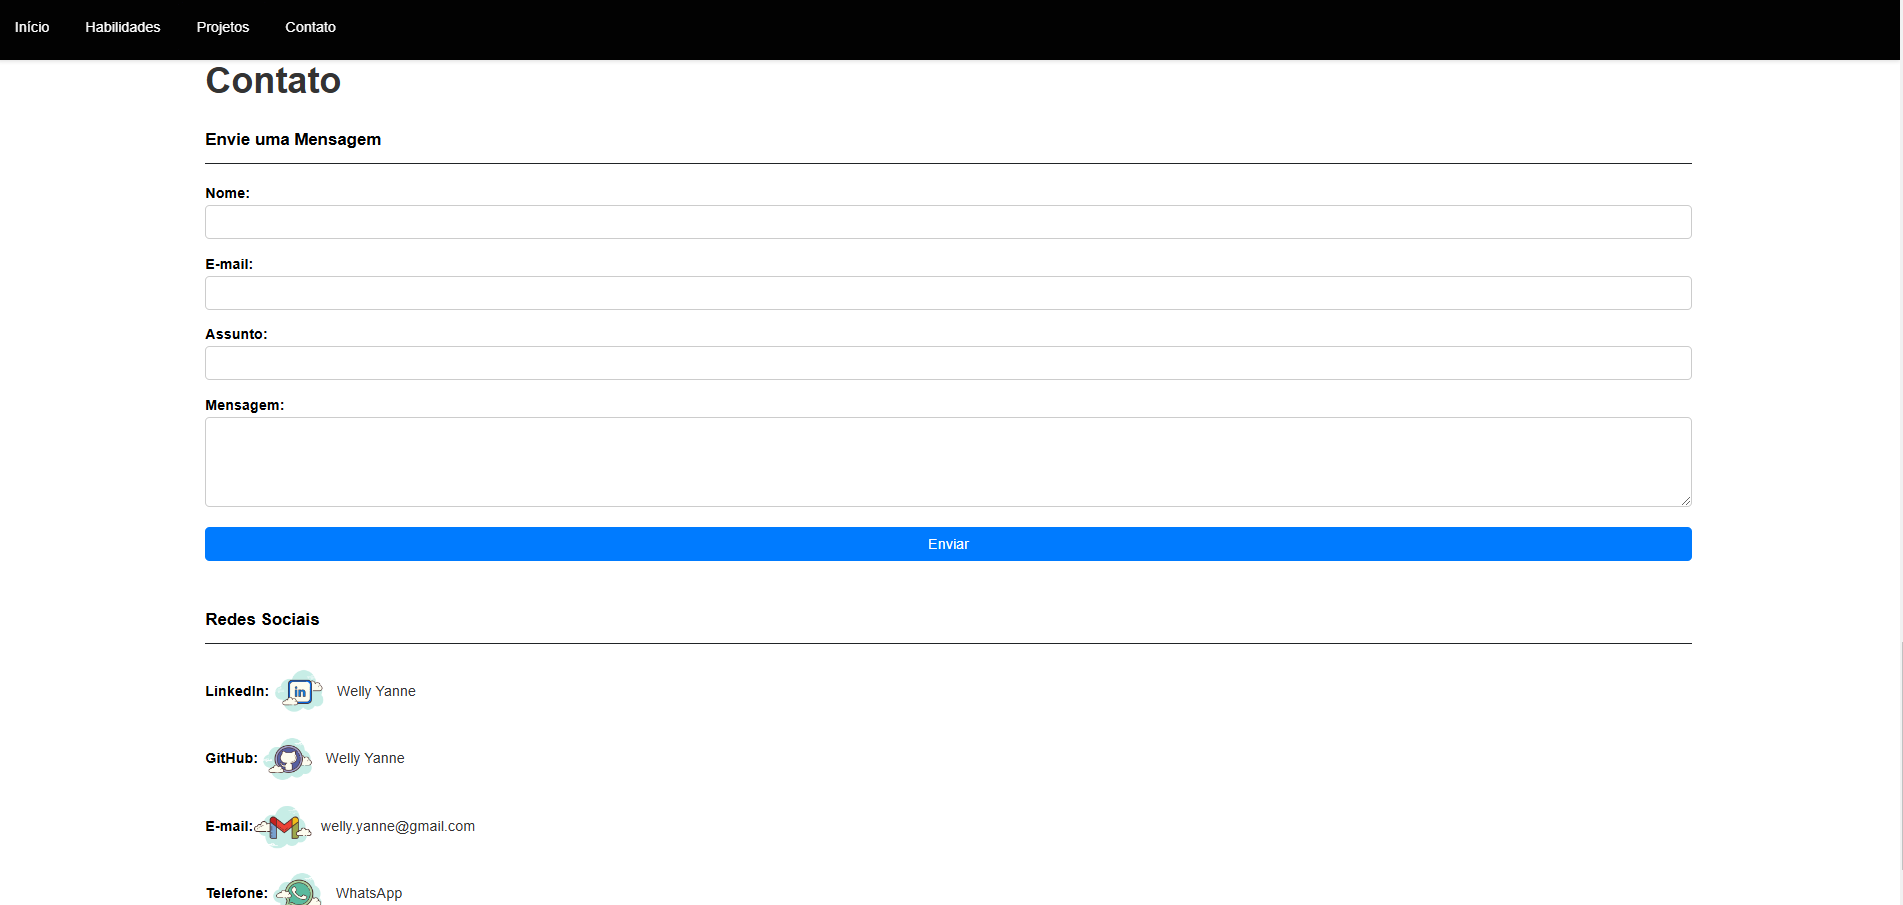 Início Habilidades Projetos Contato
Contato
Envie uma Mensagem
Nome:
E-mail:
Assunto:
Mensagem:
Enviar
Redes Sociais
LinkedIn: in Welly Yanne
GitHub: Welly Yanne
E-mail: welly.yanne@gmail.com
Telefone: WhatsApp